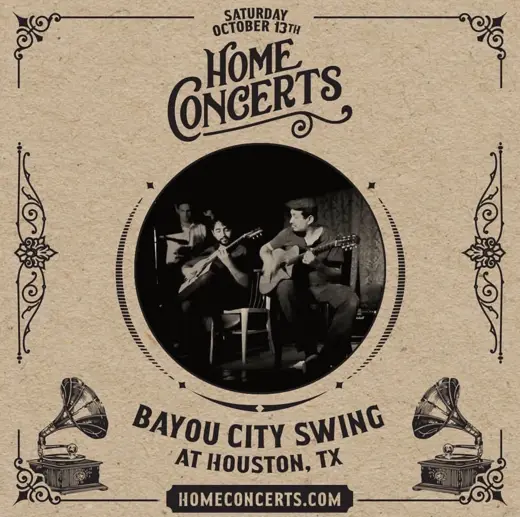 SATURDAY
OCTOBER 13TH
HOME
CONCERTS
BAYOU CITY SWING
AT HOUSTON, TX
HOMECONCERTS.COM